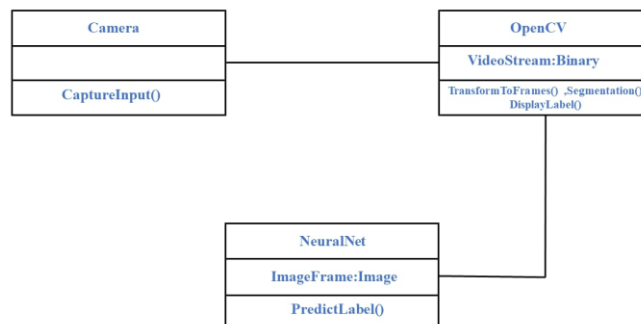 Camera
CaptureInput()
OpenCV
VideoStream:Binary
TransformToFrames() ,Segmentation()
DisplayLabel()
NeuralNet
ImageFrame:Image
PredictLabel()